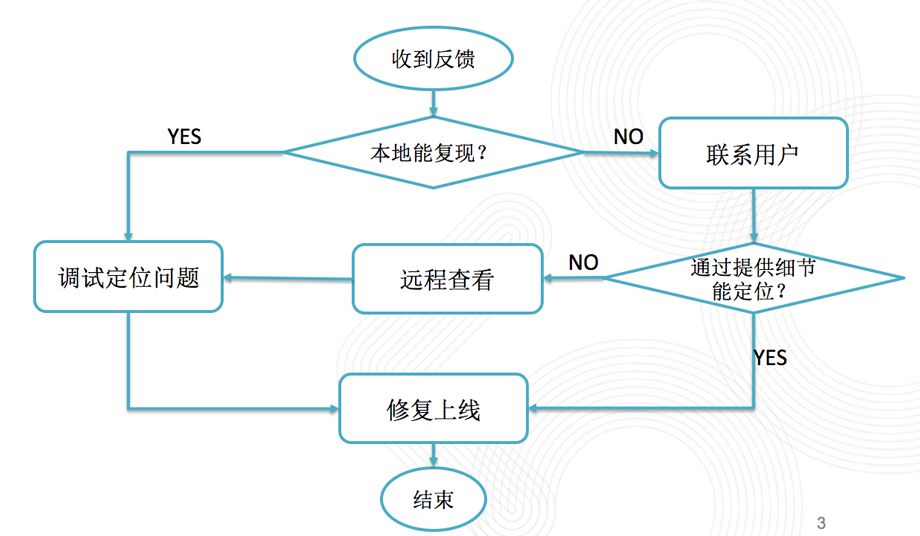 收到反馈
YES
本地能复现？
NO
联系用户
调试定位问题
远程查看
NO
通过提供细节
能定位？
YES
修复上线
结束
3